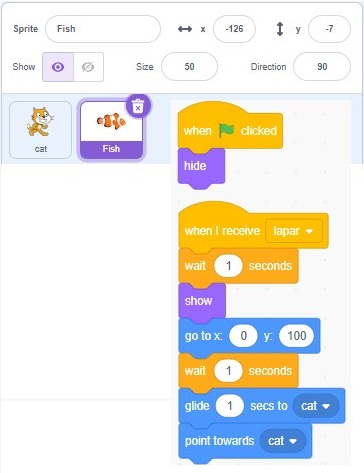 Sprite Fish x -126 y -7
Show Size 50 Direction 90
cat Fish
when clicked
hide
when I receive lapar
wait 1 seconds
show
go to x: 0 y: 100
wait 1 seconds
glide 1 secs to cat
point towards cat